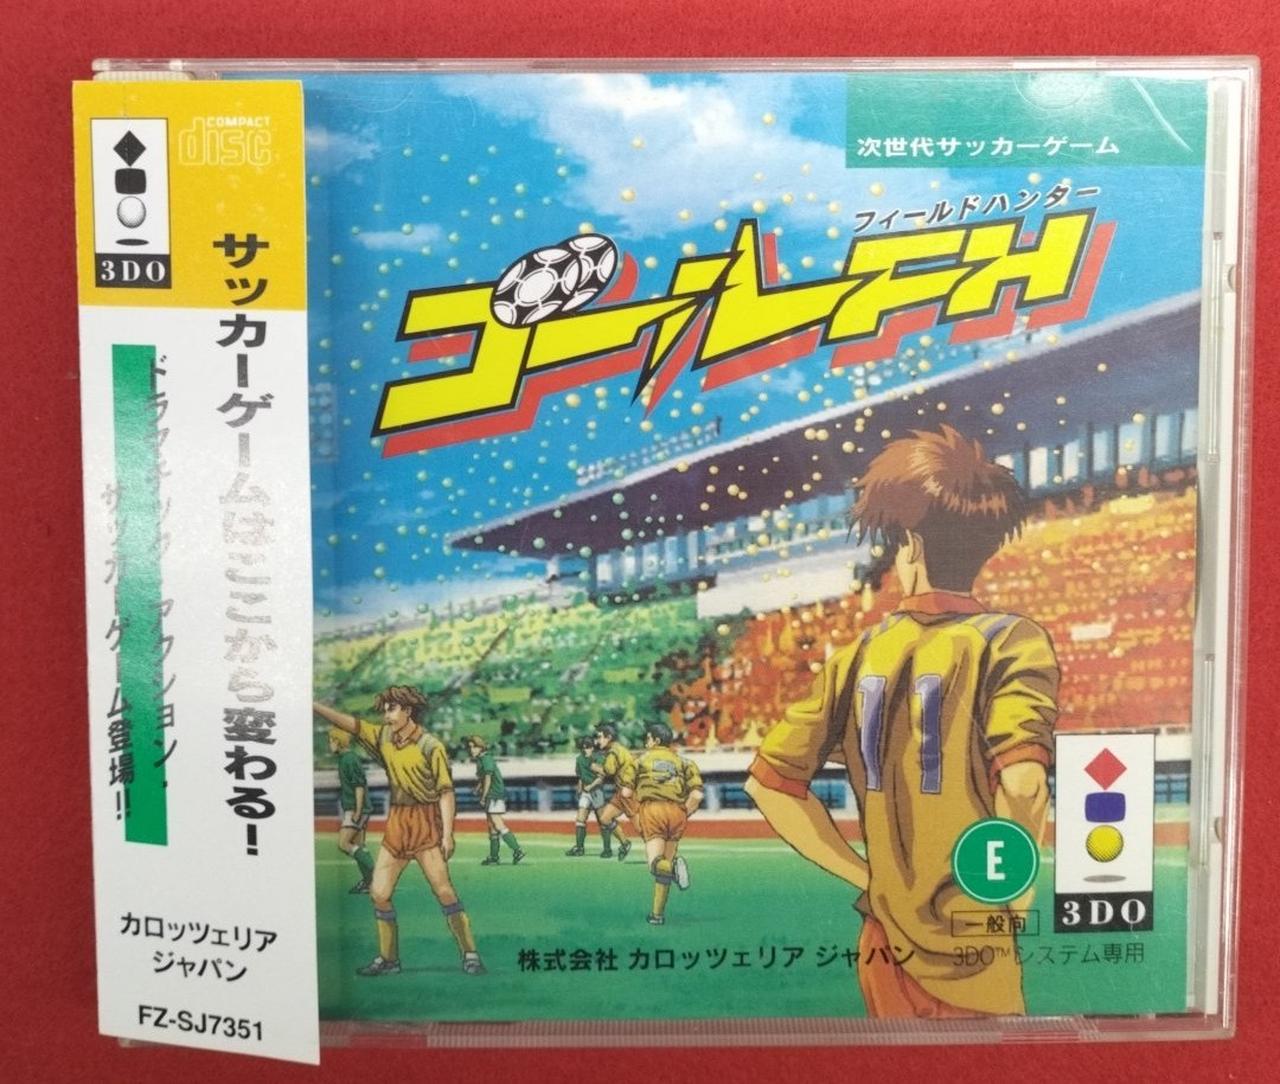 COMPACT
disc
3DO
サッカーゲームはここから変わる!
ドラマチック・アクション・
サッカーゲーム登場!!
カロッツェリア
ジャパン
FZ-SJ7351
次世代サッカーゲーム
フィールドハンター
ゴールFH
11
E
一般向
3DO
株式会社 カロッツェリア ジャパン
3DO™システム専用